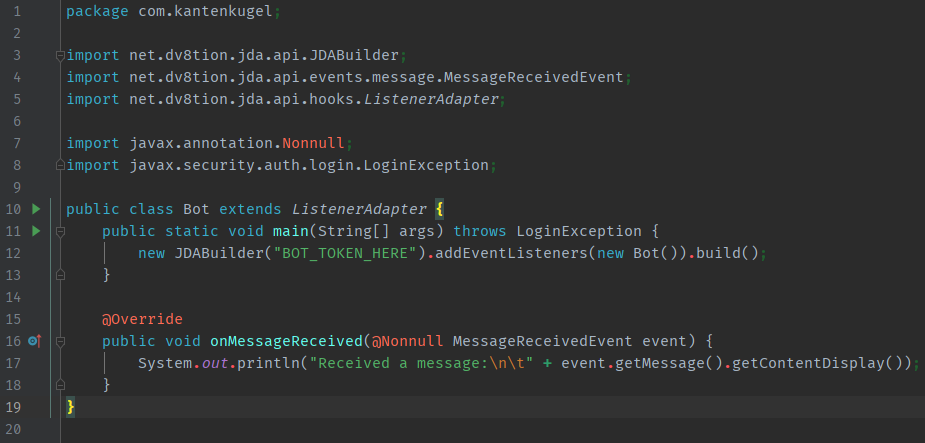 1 package com.kantenkugel;
2
3 import net.dv8tion.jda.api.JDABuilder;
4 import net.dv8tion.jda.api.events.message.MessageReceivedEvent;
5 import net.dv8tion.jda.api.hooks.ListenerAdapter;
6
7 import javax.annotation.Nonnull;
8 import javax.security.auth.login.LoginException;
9
10 public class Bot extends ListenerAdapter {
11     public static void main(String[] args) throws LoginException {
12         new JDABuilder("BOT_TOKEN_HERE").addEventListeners(new Bot()).build();
13     }
14
15     @Override
16     public void onMessageReceived(@Nonnull MessageReceivedEvent event) {
17         System.out.println("Received a message:\n\t" + event.getMessage().getContentDisplay());
18     }
19 }
20